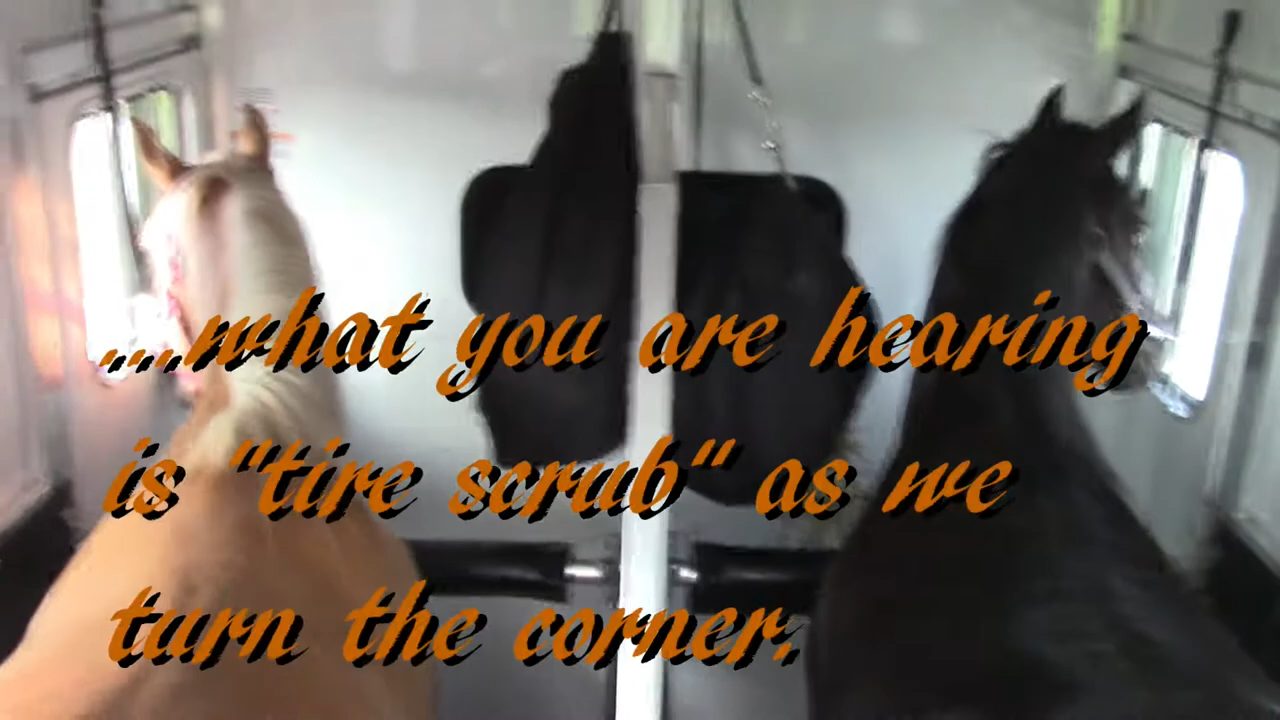 ...what you are hearing
is "tire scrub" as we
turn the corner.